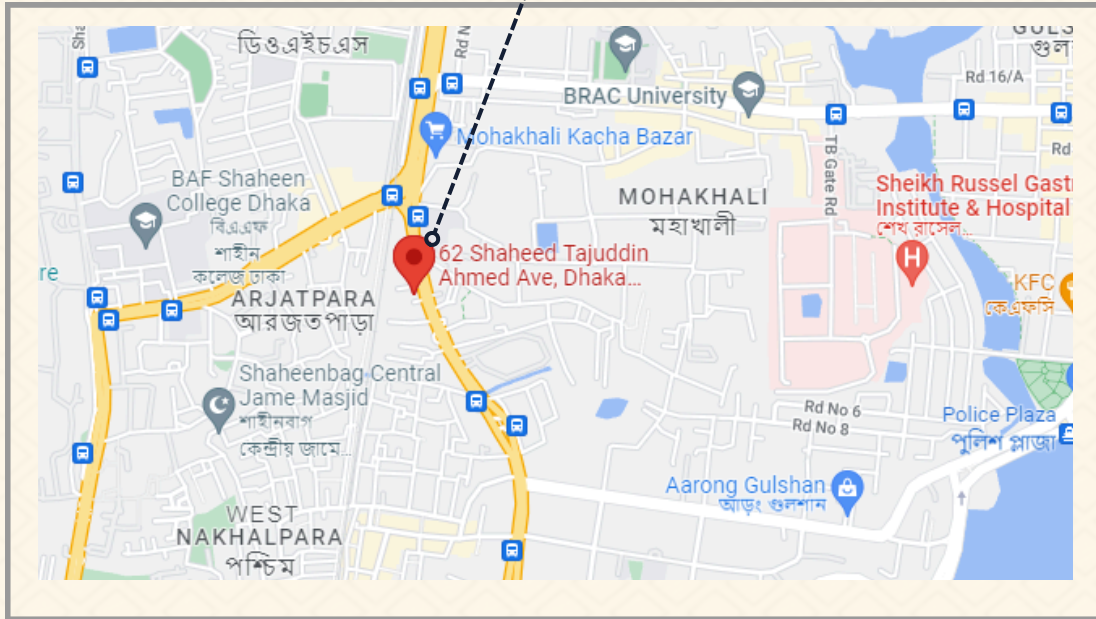 ডিওএইচএস
Rd N
গুল
Rd 16/A
BRAC University
Mohakhali Kacha Bazar
Rd
TB Gate Rd
BAF Shaheen
College Dhaka
বিএএফ
শাহীন
কলেজ ঢাকা
MOHAKHALI
মহাখালী
Sheikh Russel Gastr
Institute & Hospital
শেখ রাসেল...
62 Shaheed Tajuddin
Ahmed Ave, Dhaka...
re
KFC
কেএফসি
ARJATPARA
আরজতপাড়া
Shaheenbag Central
Jame Masjid
শাহীনবাগ
কেন্দ্রীয় জামে...
Rd No 6
Rd No 8
Police Plaza
পুলিশ প্লাজা
Aarong Gulshan
আড়ং গুলশান
WEST
NAKHALPARA
পশ্চিম